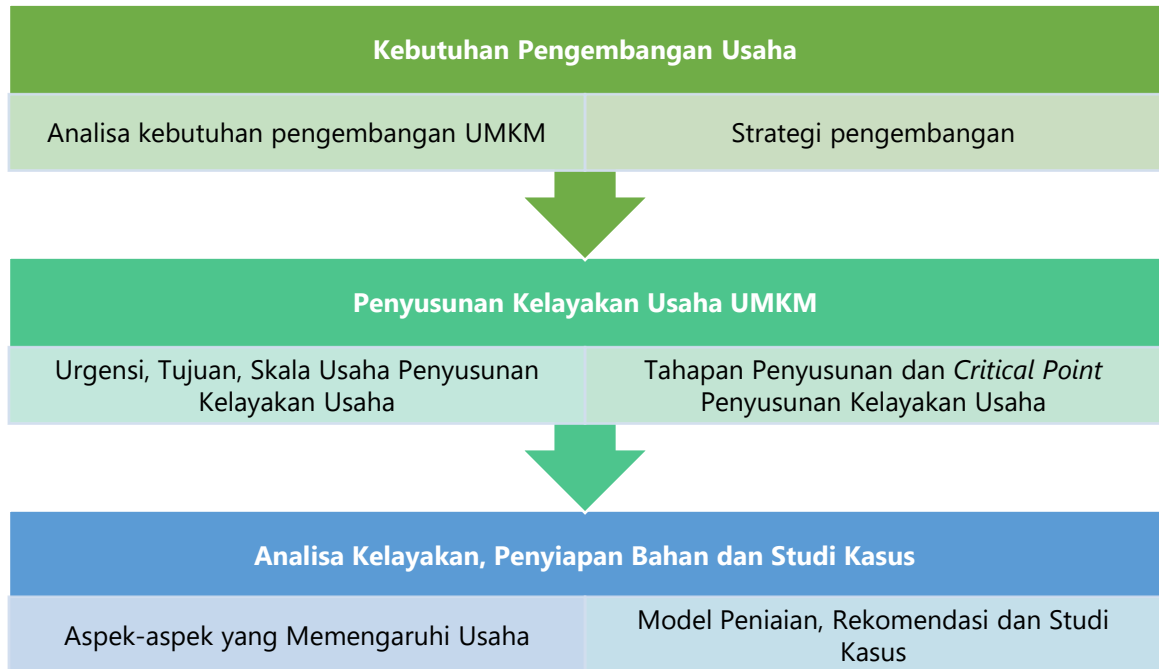 Kebutuhan Pengembangan Usaha
Analisa kebutuhan pengembangan UMKM
Strategi pengembangan
Penyusunan Kelayakan Usaha UMKM
Urgensi, Tujuan, Skala Usaha Penyusunan
Kelayakan Usaha
Tahapan Penyusunan dan Critical Point
Penyusunan Kelayakan Usaha
Analisa Kelayakan, Penyiapan Bahan dan Studi Kasus
Aspek-aspek yang Memengaruhi Usaha
Model Peniaian, Rekomendasi dan Studi
Kasus